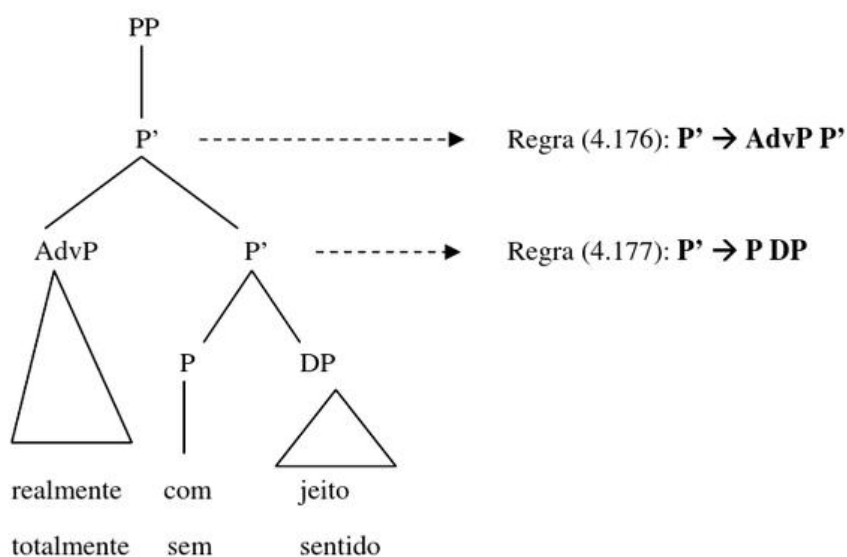 PP
P’ Regra (4.176): P’ → AdvP P’
AdvP P’ Regra (4.177): P’ → P DP
P DP
realmente com jeito
totalmente sem sentido